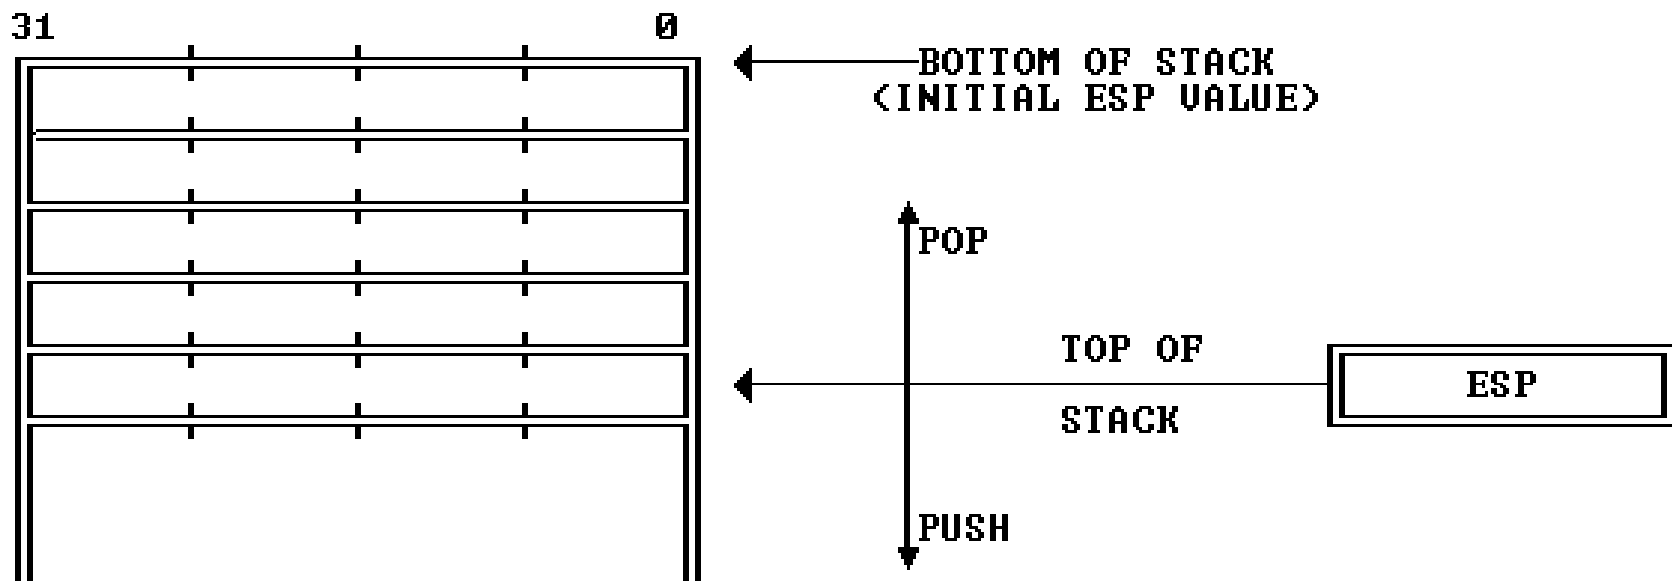 31
0
BOTTOM OF STACK
(INITIAL ESP VALUE)
POP
TOP OF
STACK
ESP
PUSH